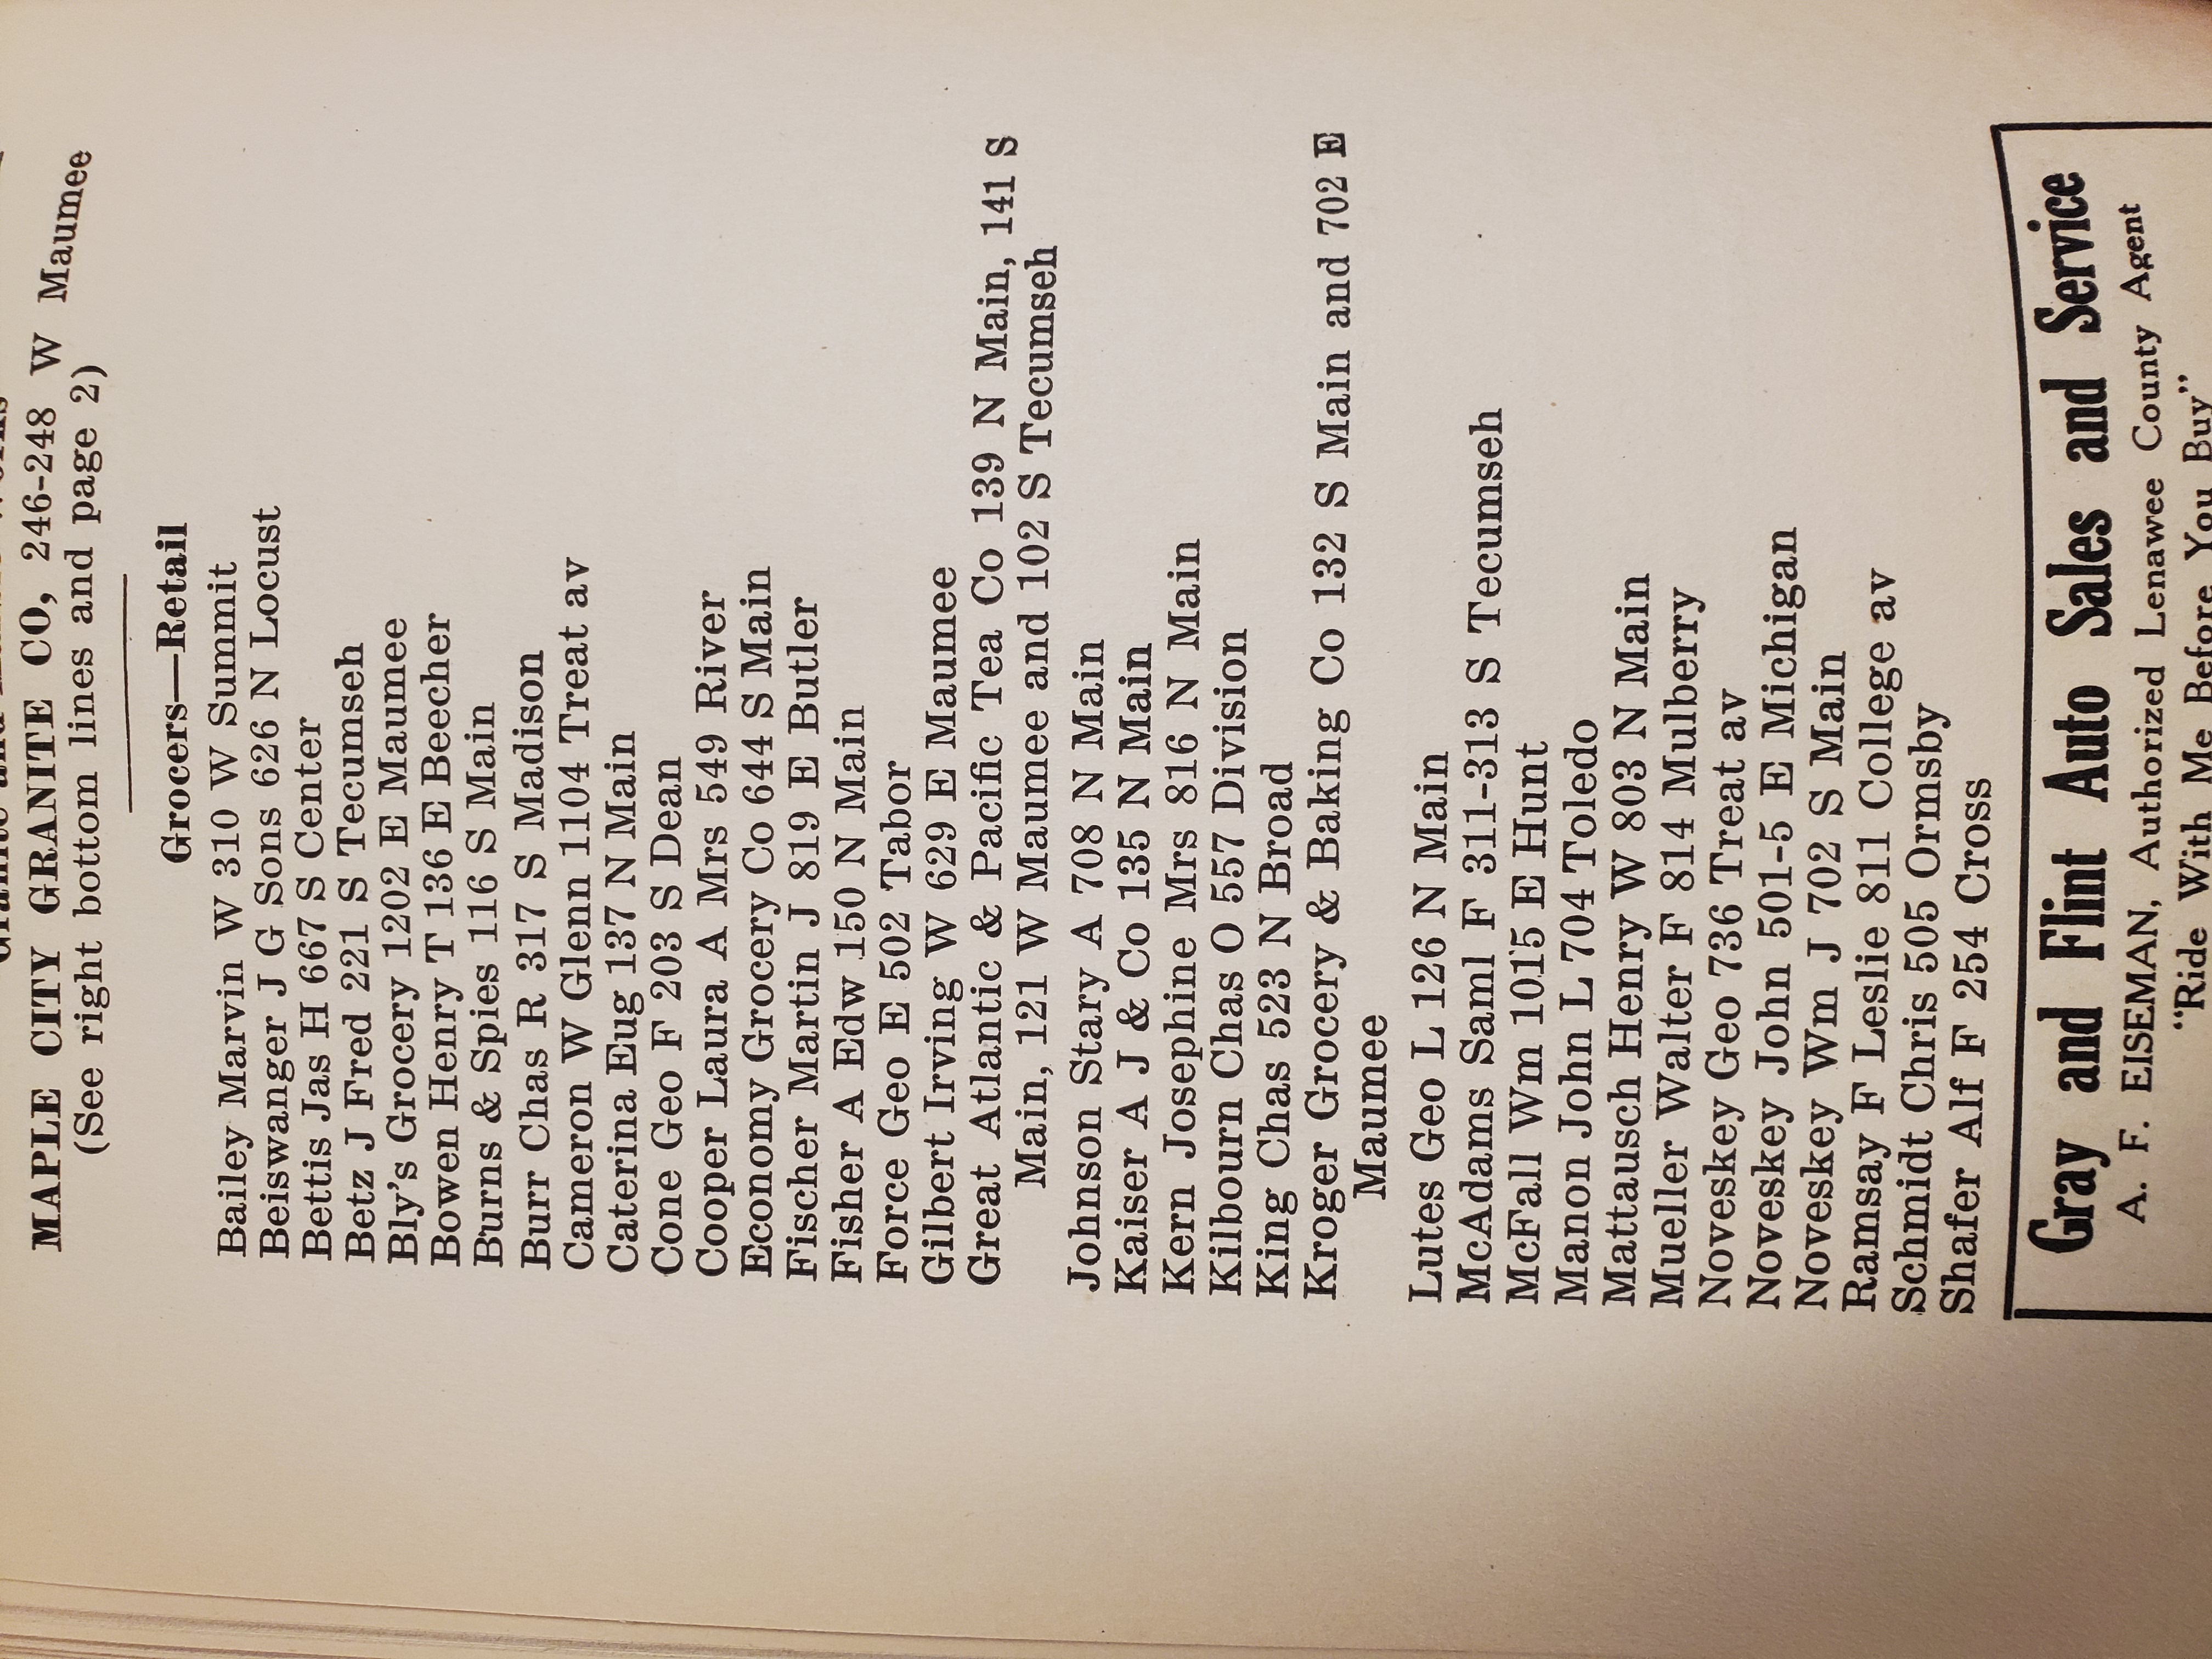 MAPLE CITY GRANITE CO, 246-248 W Maumee
(See right bottom lines and page 2)
Grocers—Retail
Bailey Marvin W 310 W Summit
Beiswanger J G Sons 626 N Locust
Bettis Jas H 667 S Center
Betz J Fred 221 S Tecumseh
Bly's Grocery 1202 E Maumee
Bowen Henry T 136 E Beecher
Burns & Spies 116 S Main
Burr Chas R 317 S Madison
Cameron W Glenn 1104 Treat av
Caterina Eug 137 N Main
Cone Geo F 203 S Dean
Cooper Laura A Mrs 549 River
Economy Grocery Co 644 S Main
Fischer Martin J 819 E Butler
Fisher A Edw 150 N Main
Force Geo E 502 Tabor
Gilbert Irving W 629 E Maumee
Great Atlantic & Pacific Tea Co 139 N Main, 141 S
Main, 121 W Maumee and 102 S Tecumseh
Johnson Stary A 708 N Main
Kaiser A J & Co 135 N Main
Kern Josephine Mrs 816 N Main
Kilbourn Chas O 557 Division
King Chas 523 N Broad
Kroger Grocery & Baking Co 132 S Main and 702 E
Maumee
Lutes Geo L 126 N Main
McAdams Saml F 311-313 S Tecumseh
McFall Wm 1015 E Hunt
Manon John L 704 Toledo
Mattausch Henry W 803 N Main
Mueller Walter F 814 Mulberry
Noveskey Geo 736 Treat av
Noveskey John 501-5 E Michigan
Noveskey Wm J 702 S Main
Ramsay F Leslie 811 College av
Schmidt Chris 505 Ormsby
Shafer Alf F 254 Cross
Gray and Flint Auto Sales and Service
A. F. EISEMAN, Authorized Lenawee County Agent
"Ride With Me Before You Buy"